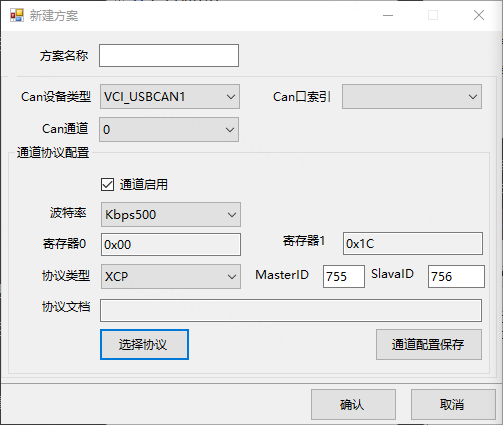 新建方案
方案名称
Can设备类型 VCI_USBCAN1 Can口索引
Can通道 0
通道协议配置
通道启用
波特率 Kbps500
寄存器0 0x00 寄存器1 0x1C
协议类型 XCP MasterID 755 SlavaID 756
协议文档
选择协议 通道配置保存
确认 取消